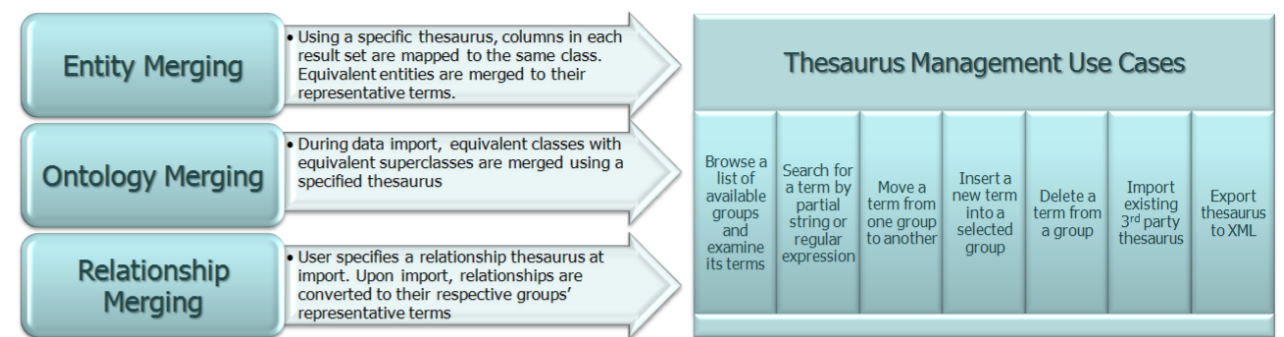 Entity Merging
• Using a specific thesaurus, columns in each
result set are mapped to the same class.
Equivalent entities are merged to their
representative terms.
Ontology Merging
• During data import, equivalent classes with
equivalent superclasses are merged using a
specified thesaurus
Relationship
Merging
• User specifies a relationship thesaurus at
import. Upon import, relationships are
converted to their respective groups’
representative terms
Thesaurus Management Use Cases
Browse a
list of
available
groups
and
examine
its terms
Search for
a term by
partial
string or
regular
expression
Move a
term from
one group
to another
Insert a
new term
into a
selected
group
Delete a
term from
a group
Import
existing
3rd party
thesaurus
Export
thesaurus
to XML